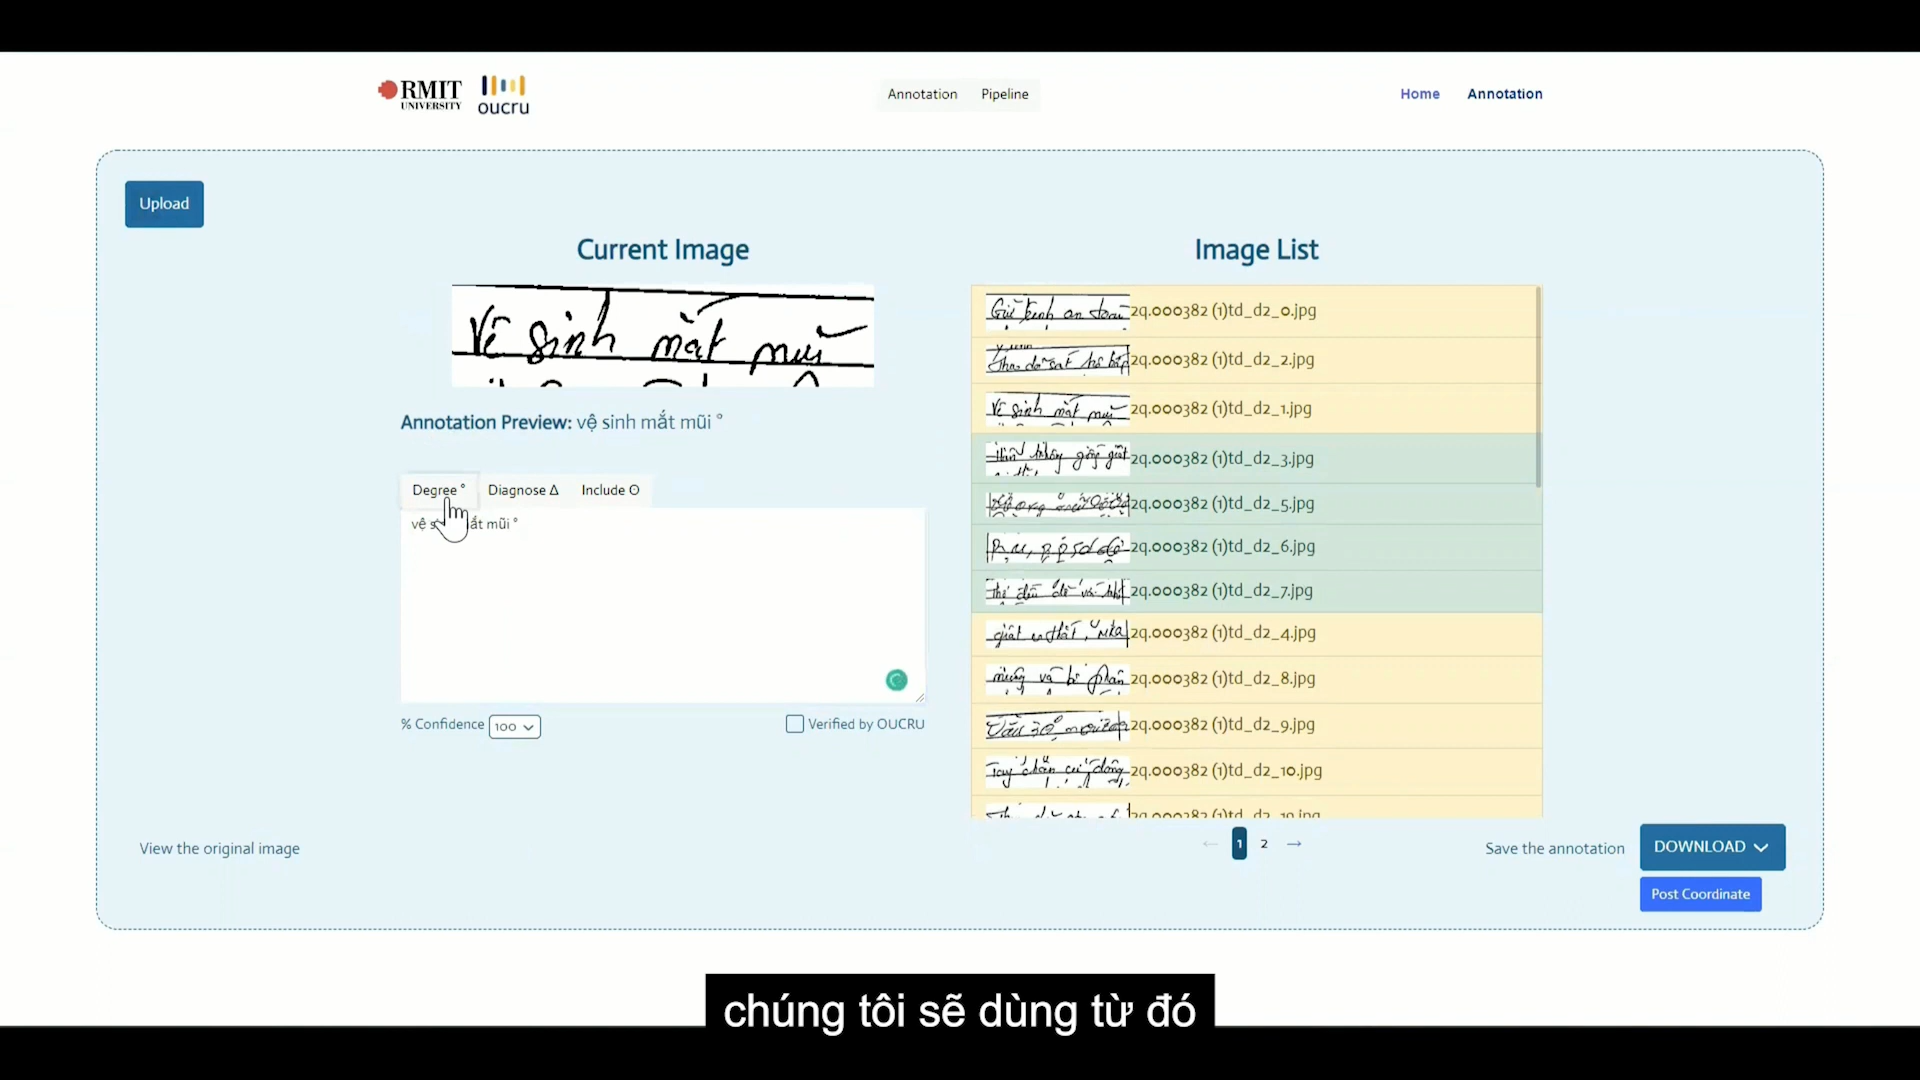 RMIT UNIVERSITY
oucru
Annotation Pipeline
Home Annotation
Upload
Current Image
Vệ sinh mắt mũi
Annotation Preview: vệ sinh mắt mũi °
Degree ° Diagnose Δ Include ʘ
vệ s ắt mũi °
% Confidence 100
Verified by OUCRU
View the original image
Image List
2q.000382 (1)td_d2_0.jpg
2q.000382 (1)td_d2_2.jpg
Vệ sinh mắt mũi 2q.000382 (1)td_d2_1.jpg
2q.000382 (1)td_d2_3.jpg
2q.000382 (1)td_d2_5.jpg
2q.000382 (1)td_d2_6.jpg
2q.000382 (1)td_d2_7.jpg
2q.000382 (1)td_d2_4.jpg
2q.000382 (1)td_d2_8.jpg
2q.000382 (1)td_d2_9.jpg
2q.000382 (1)td_d2_10.jpg
← 1 2 →
Save the annotation
DOWNLOAD
Post Coordinate
chúng tôi sẽ dùng từ đó